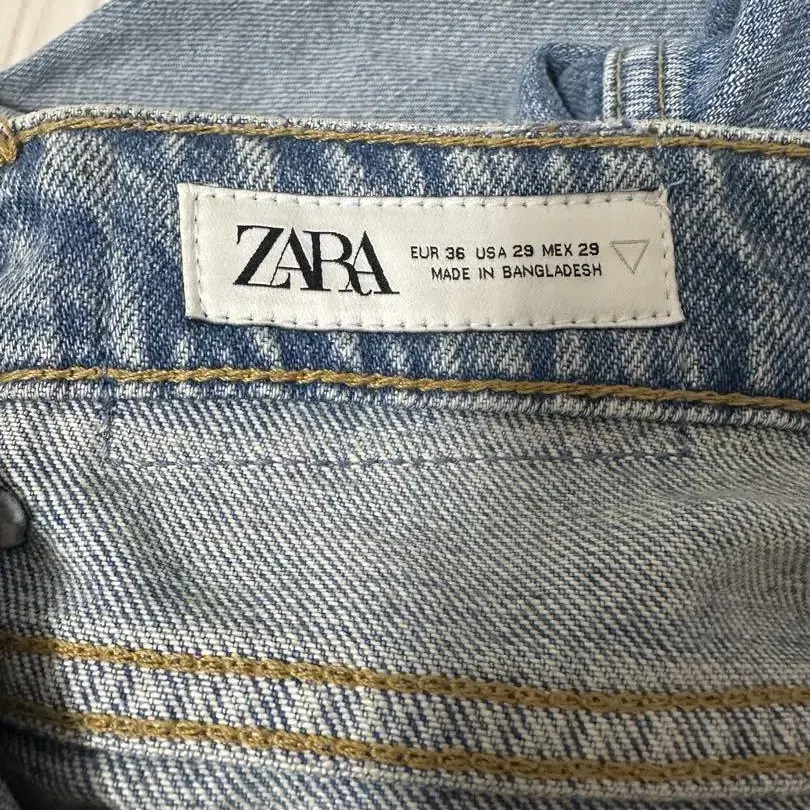 ZARA
EUR 36 USA 29 MEX 29
MADE IN BANGLADESH